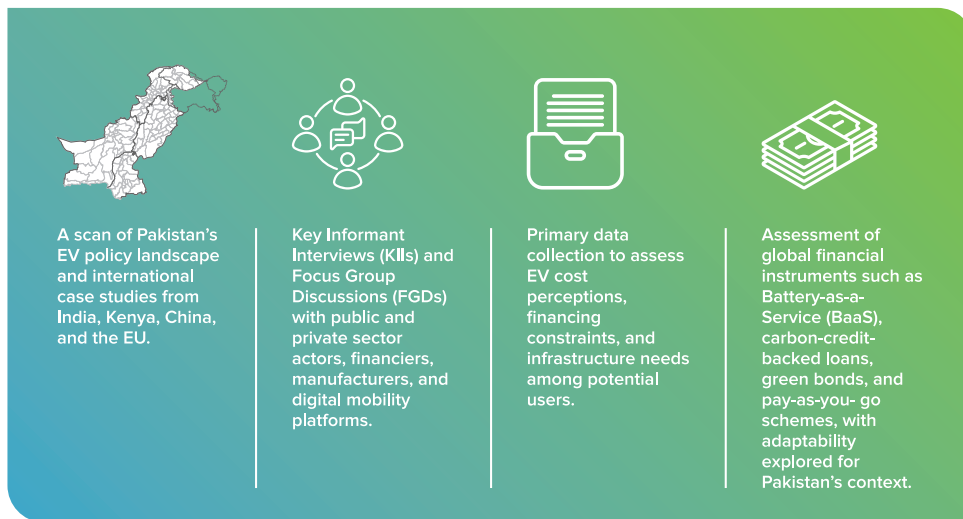 A scan of Pakistan's
EV policy landscape
and international
case studies from
India, Kenya, China,
and the EU.
Key Informant
Interviews (KIIs) and
Focus Group
Discussions (FGDs)
with public and
private sector
actors, financiers,
manufacturers, and
digital mobility
platforms.
Primary data
collection to assess
EV cost
perceptions,
financing
constraints, and
infrastructure needs
among potential
users.
Assessment of
global financial
instruments such as
Battery-as-a-
Service (BaaS),
carbon-credit-
backed loans,
green bonds, and
pay-as-you- go
schemes, with
adaptability
explored for
Pakistan's context.